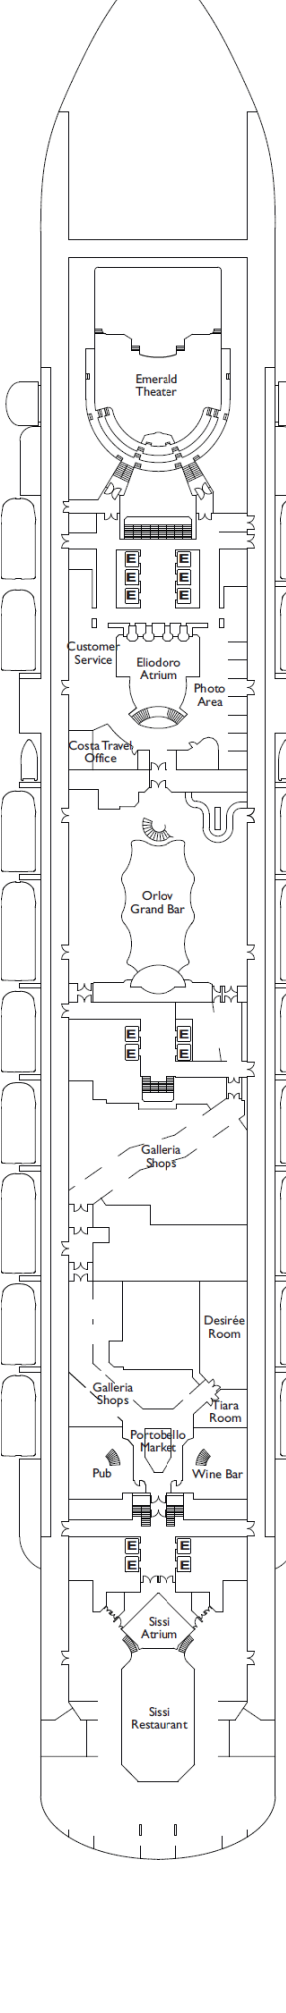 Emerald
Theater
E E
E E
E E
Customer
Service
Eliodoro
Atrium
Photo
Area
Costa Travel
Office
Orlov
Grand Bar
E E
E E
Galleria
Shops
Desirée
Room
Galleria
Shops
Tiara
Room
Portobello
Market
Pub
Wine Bar
E E
E E
Sissi
Atrium
Sissi
Restaurant